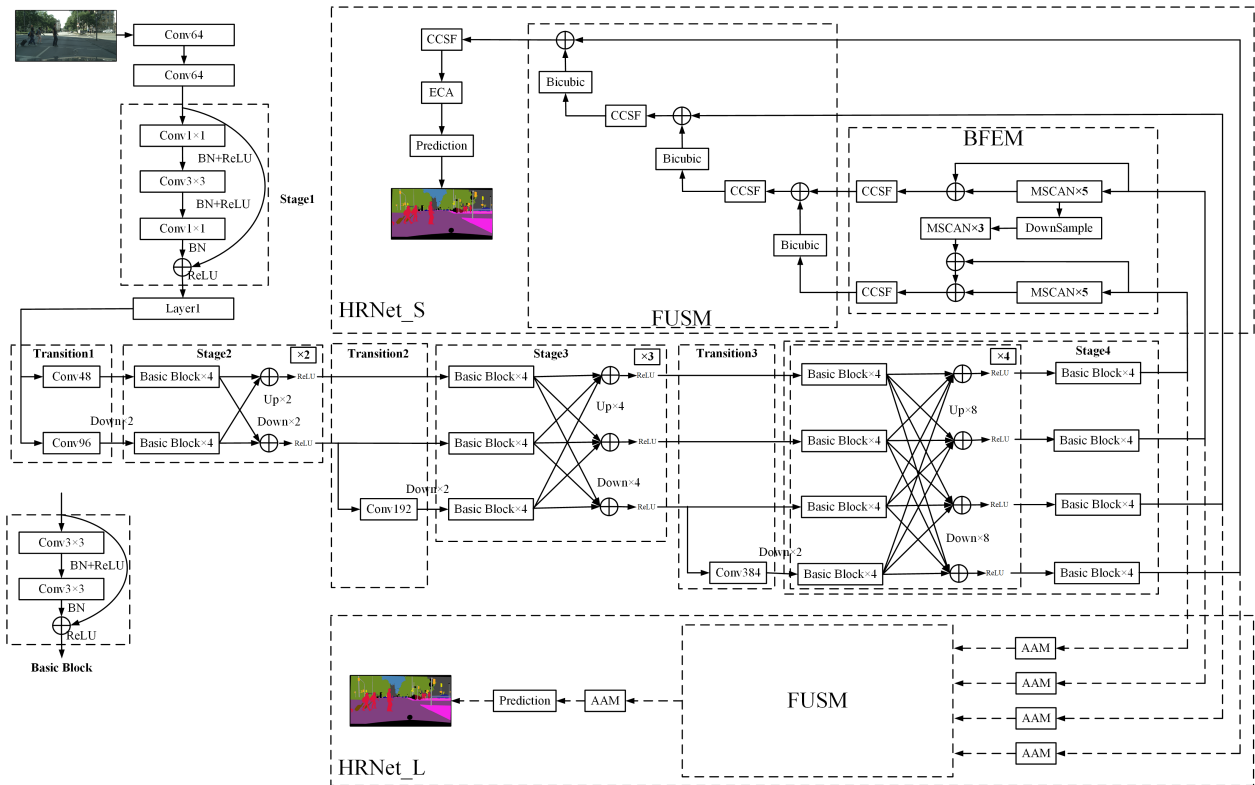 Conv64
Conv64
Conv1×1
BN+ReLU
Conv3×3
BN+ReLU
Conv1×1
BN
ReLU
Stage1
Layer1
CCSF
ECA
Prediction
HRNet_S
Bicubic
CCSF
Bicubic
CCSF
Bicubic
FUSM
BFEM
CCSF
MSCAN×5
MSCAN×3
DownSample
CCSF
MSCAN×5
Transition1
Conv48
Conv96
Down×2
Stage2
×2
Basic Block×4
ReLU
Up×2
Down×2
Basic Block×4
ReLU
Transition2
Conv192
Down×2
Stage3
×3
Basic Block×4
ReLU
Up×4
Basic Block×4
ReLU
Down×4
Basic Block×4
ReLU
Transition3
Conv384
Down×2
×4
Stage4
Basic Block×4
ReLU
Basic Block×4
Up×8
Basic Block×4
ReLU
Basic Block×4
Basic Block×4
ReLU
Basic Block×4
Down×8
Basic Block×4
ReLU
Basic Block×4
Conv3×3
BN+ReLU
Conv3×3
BN
ReLU
Basic Block
Prediction
AAM
FUSM
AAM
AAM
AAM
AAM
HRNet_L